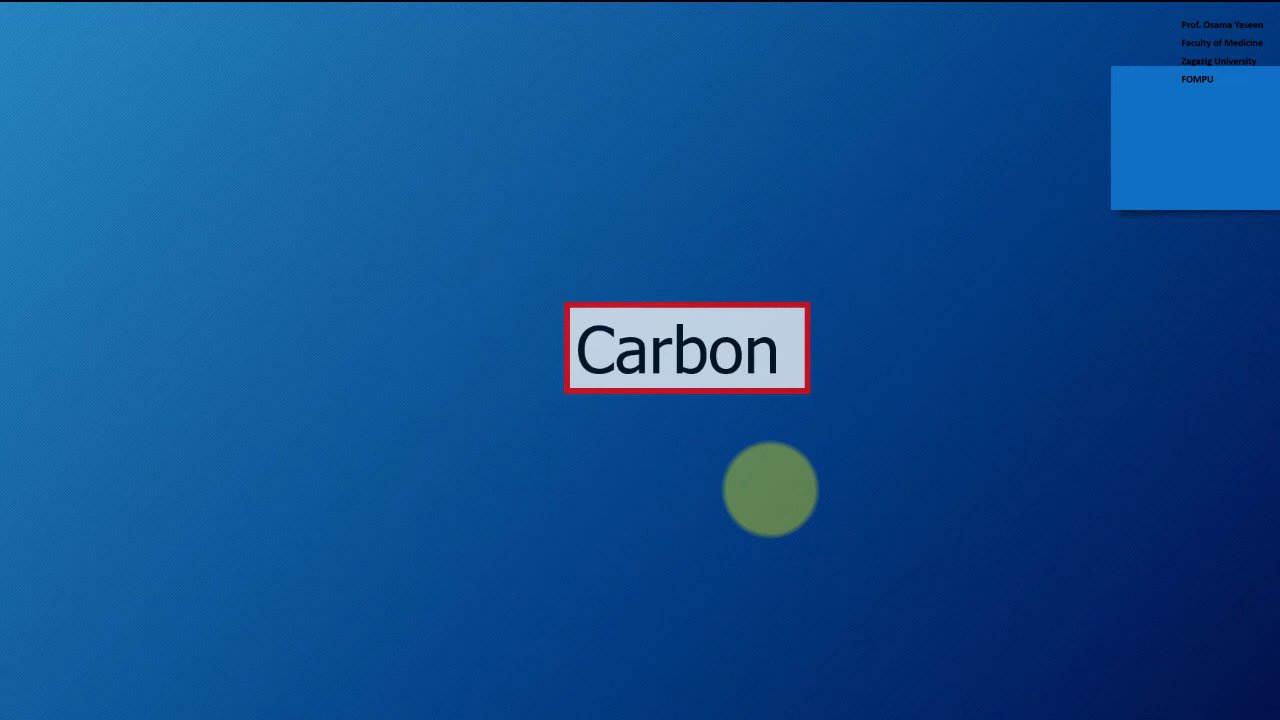 Prof. Osama Yaseen
Faculty of Medicine
Zagazig University
FOMPU
Carbon